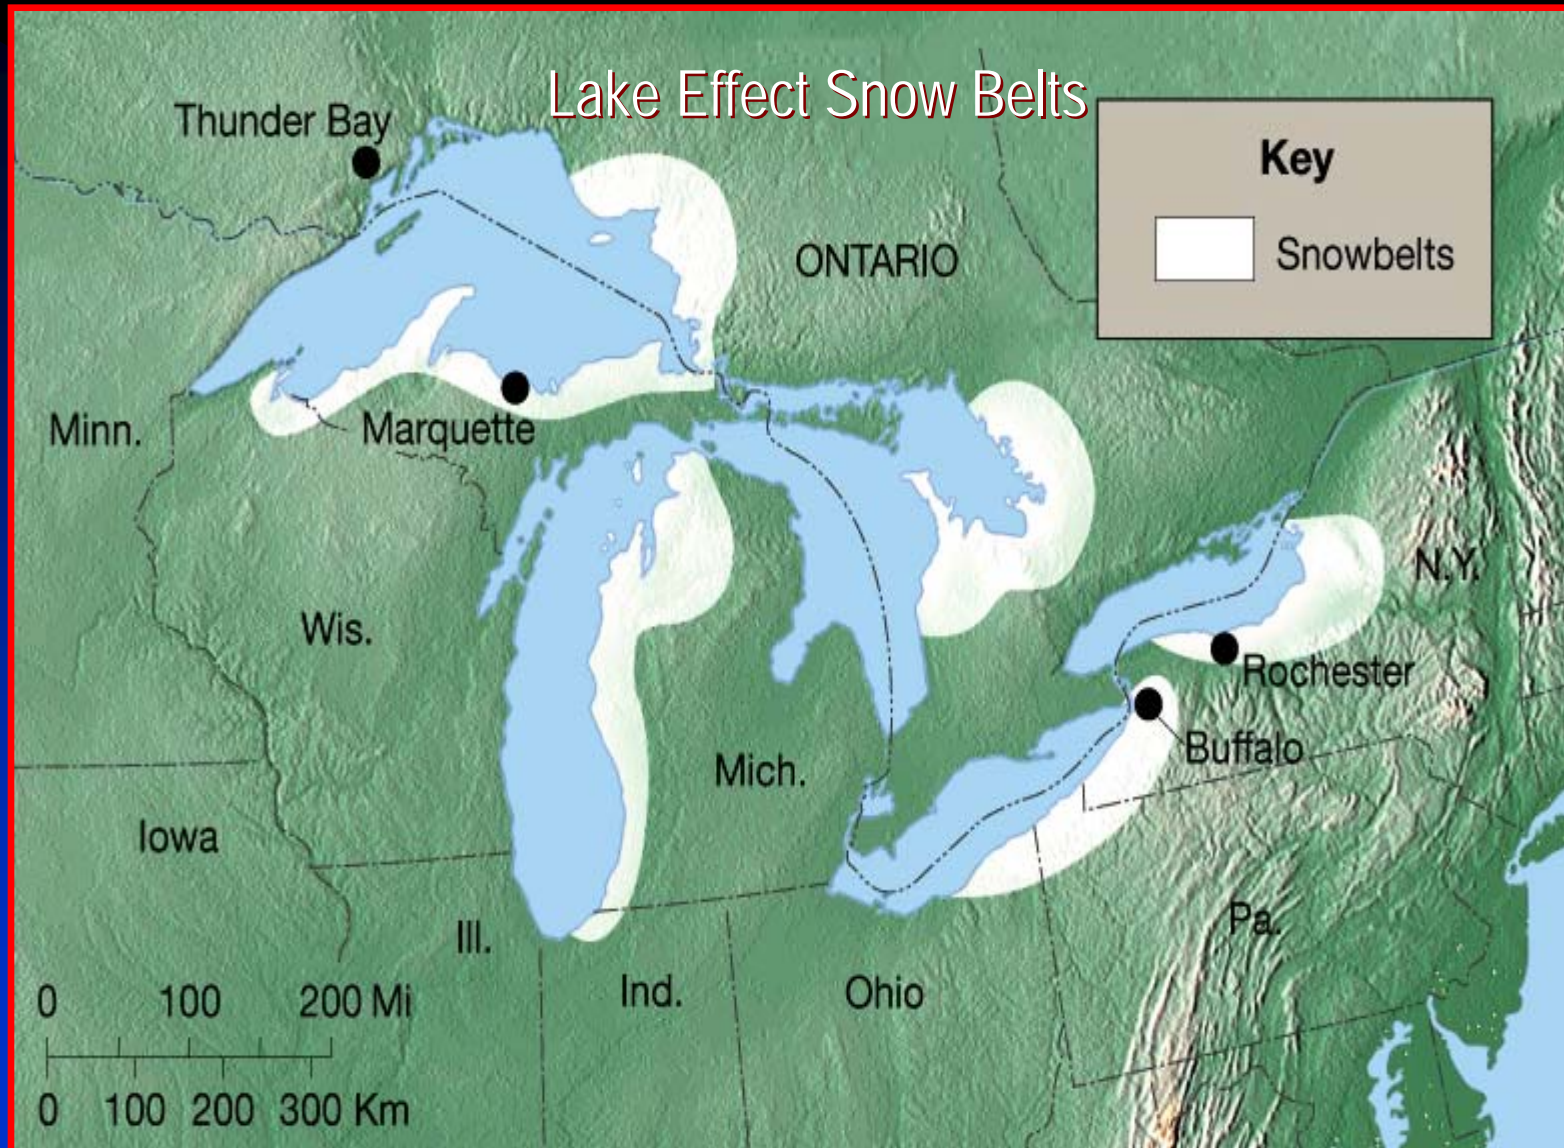 Lake Effect Snow Belts
Thunder Bay
Key
Snowbelts
ONTARIO
Minn.
Marquette
Wis.
N.Y.
Rochester
Buffalo
Mich.
Iowa
Pa.
Ill.
Ind.
Ohio
0 100 200 Mi
0 100 200 300 Km